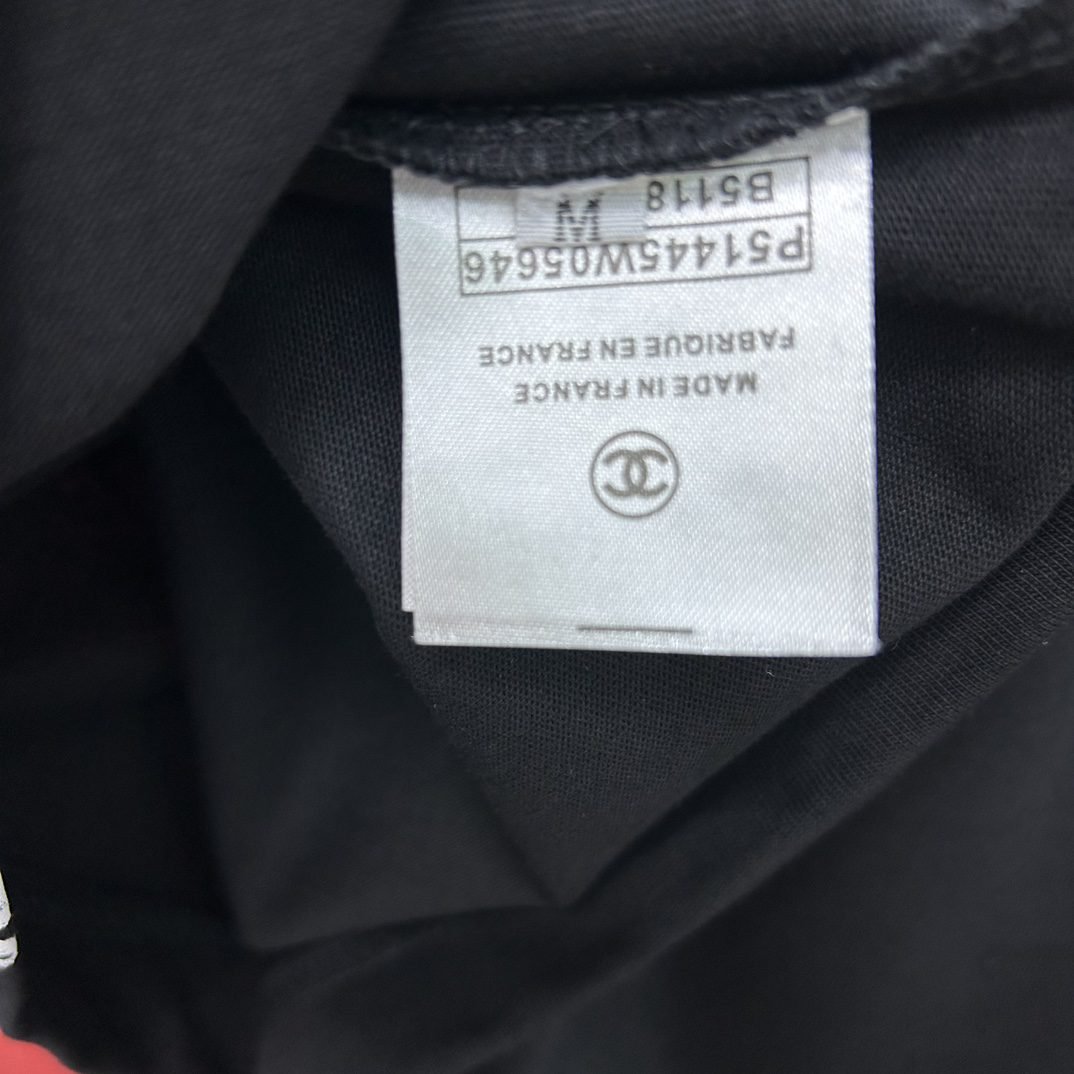 MADE IN FRANCE
FABRIQUE EN FRANCE
P51445W05646
M
B5118